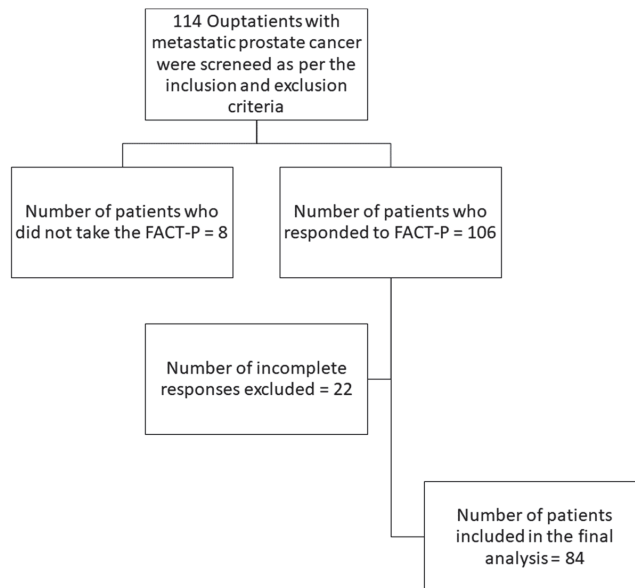 114 Ouptatients with
metastatic prostate cancer
were screneed as per the
inclusion and exclusion
criteria
Number of patients who
did not take the FACT-P = 8
Number of patients who
responded to FACT-P = 106
Number of incomplete
responses excluded = 22
Number of patients
included in the final
analysis = 84